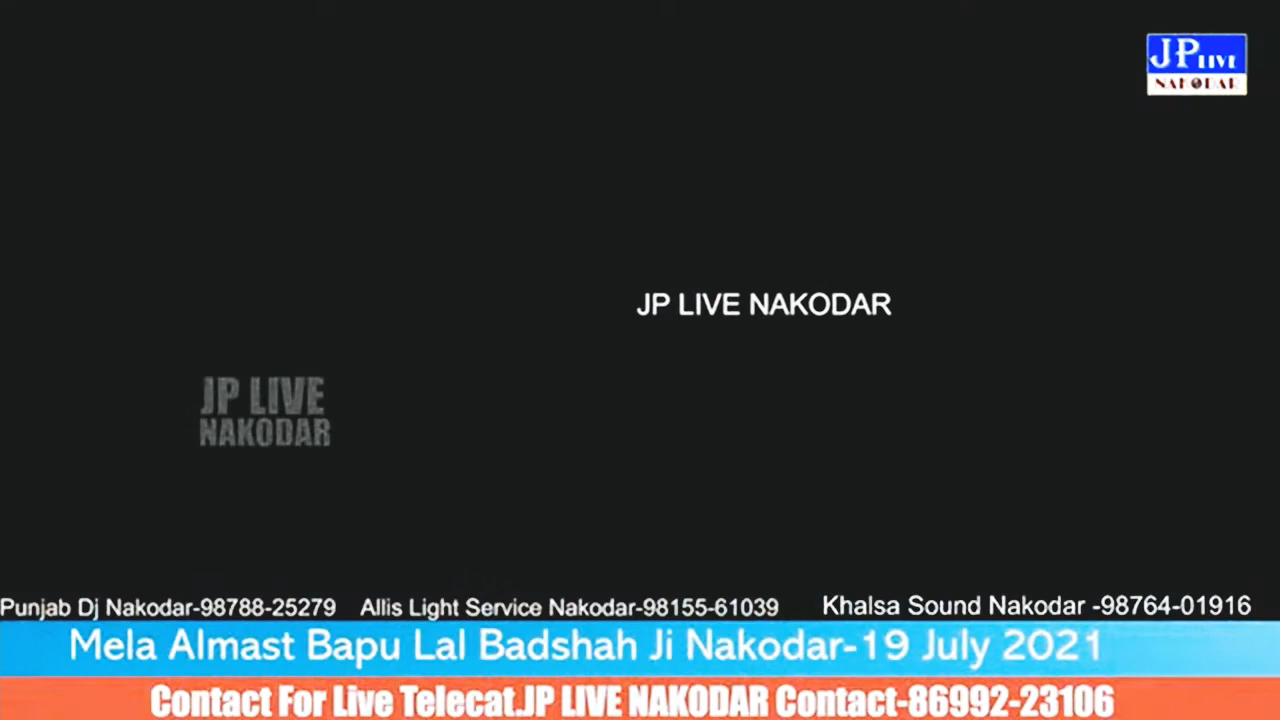 JP LIVE
NAKODAR
JP LIVE NAKODAR
JP LIVE
NAKODAR
Punjab Dj Nakodar-98788-25279 Allis Light Service Nakodar-98155-61039 Khalsa Sound Nakodar -98764-01916
Mela Almast Bapu Lal Badshah Ji Nakodar-19 July 2021
Contact For Live Telecat.JP LIVE NAKODAR Contact-86992-23106